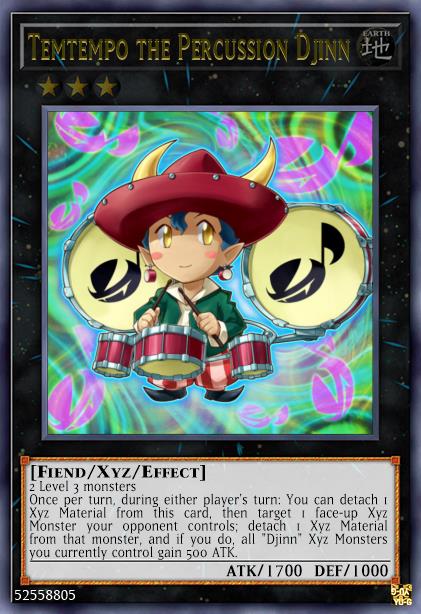 Temtempo the Percussion Djinn
EARTH
地
[Fiend/Xyz/Effect]
2 Level 3 monsters
Once per turn, during either player's turn: You can detach 1
Xyz Material from this card, then target 1 face-up Xyz
Monster your opponent controls; detach 1 Xyz Material
from that monster, and if you do, all "Djinn" Xyz Monsters
you currently control gain 500 ATK.
ATK/1700 DEF/1000
52558805